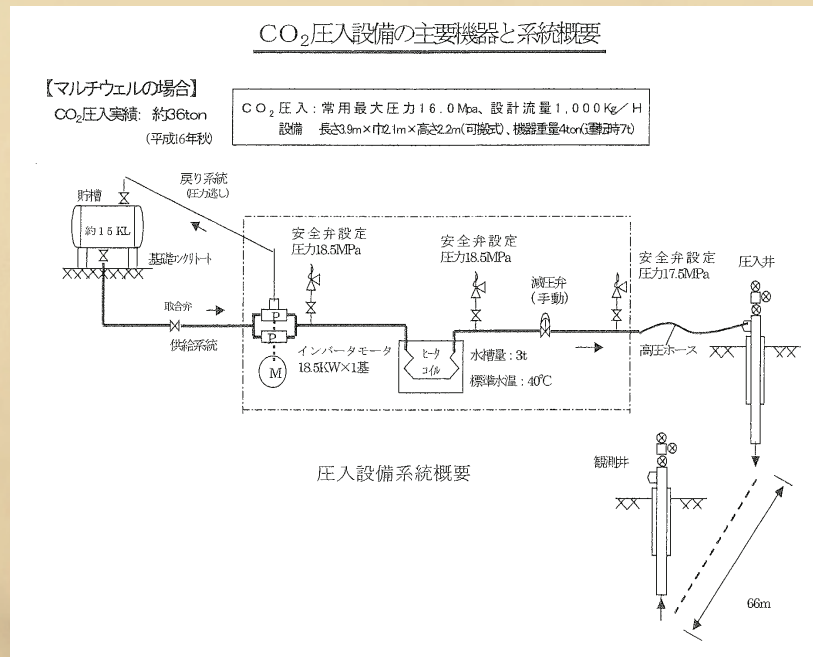 CO₂圧入設備の主要機器と系統概要
【マルチウェルの場合】
CO₂圧入実績: 約36ton
(平成16年秋)
CO₂圧入:常用最大圧力16.0Mpa、設計流量1,000Kg/H
設備 長さ3.9m×巾2.1m×高さ2.2m(可搬式)、機器重量4ton(運転時7t)
戻り系統
(圧力逃し)
貯槽
約15KL
基礎コンクリトート
取合弁
供給系統
安全弁設定
圧力18.5MPa
P
P
M
インバータモータ
18.5KW×1基
ヒータ
コイル
安全弁設定
圧力18.5MPa
減圧弁
(手動)
水槽量:3t
標準水温:40℃
安全弁設定
圧力17.5MPa
圧入井
高圧ホース
圧入設備系統概要
観測井
66m